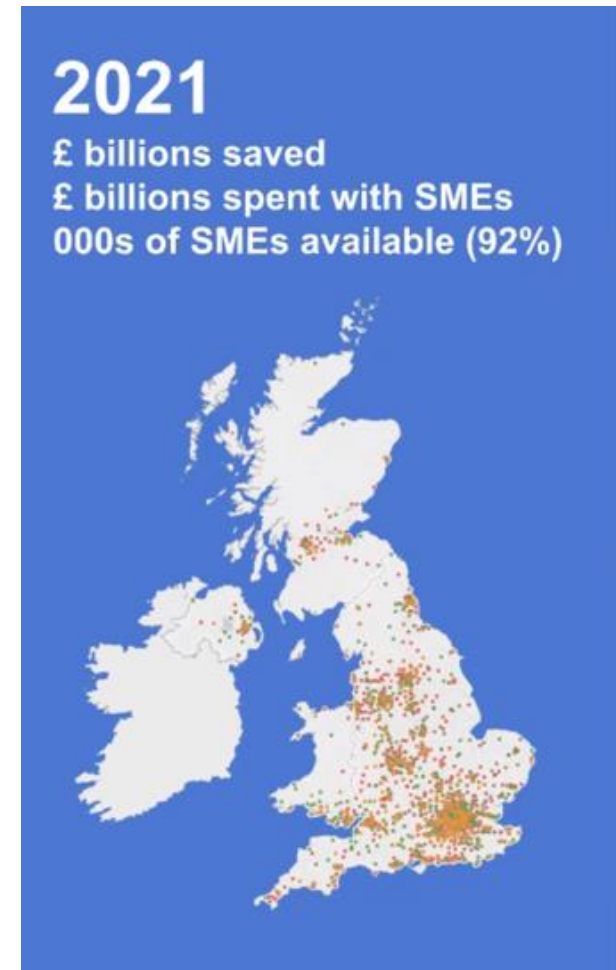 2021
£ billions saved
£ billions spent with SMEs
000s of SMEs available (92%)